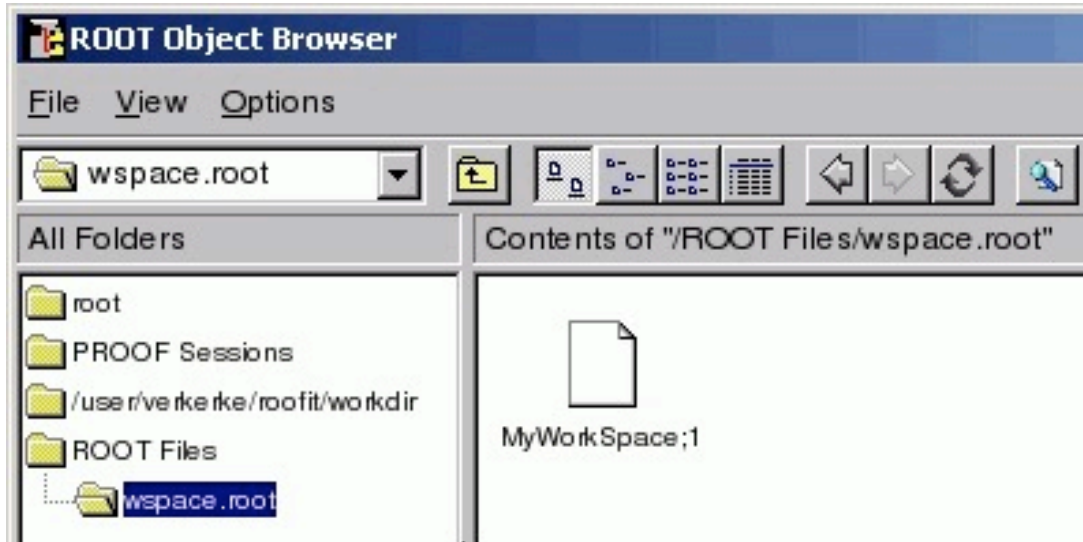 ROOT Object Browser
File View Options
wspace.root
All Folders
Contents of "/ROOT Files/wspace.root"
root
PROOF Sessions
/user/verkerke/roofit/workdir
ROOT Files
wspace.root
MyWorkSpace;1